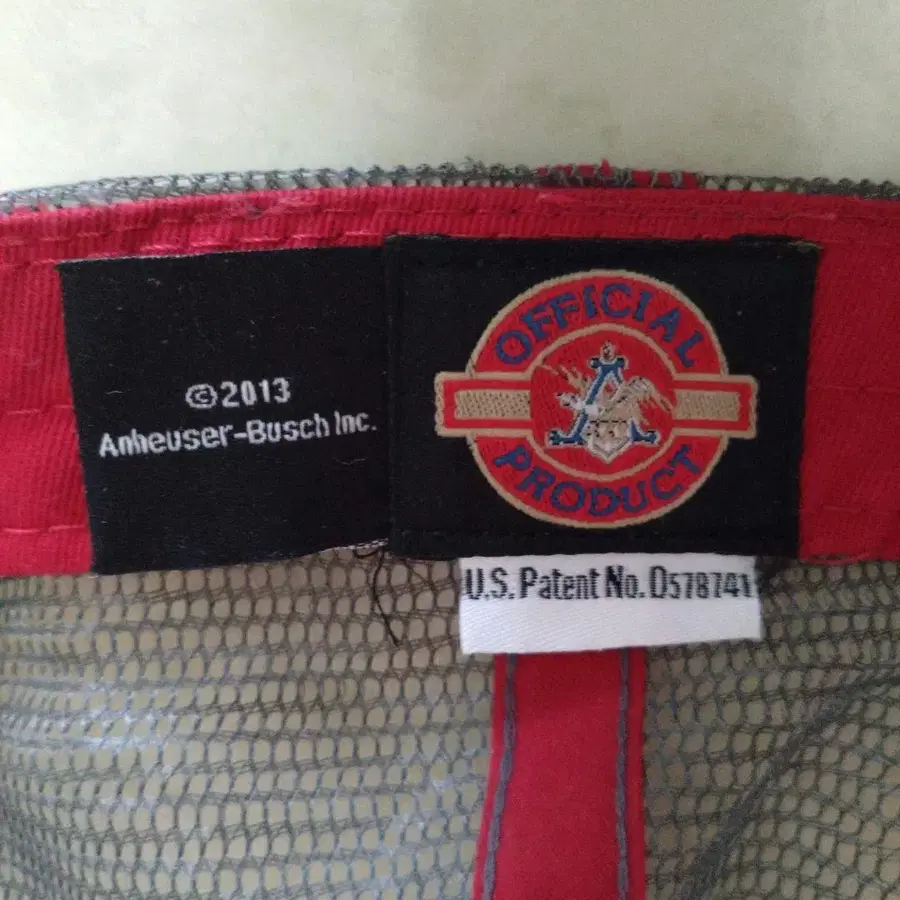 ©2013
Anheuser-Busch Inc.
OFFICIAL
PRODUCT
U.S. Patent No. D578741